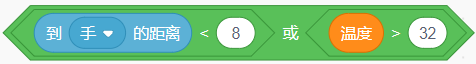 到 手 的距离 < 8 或 温度 > 32